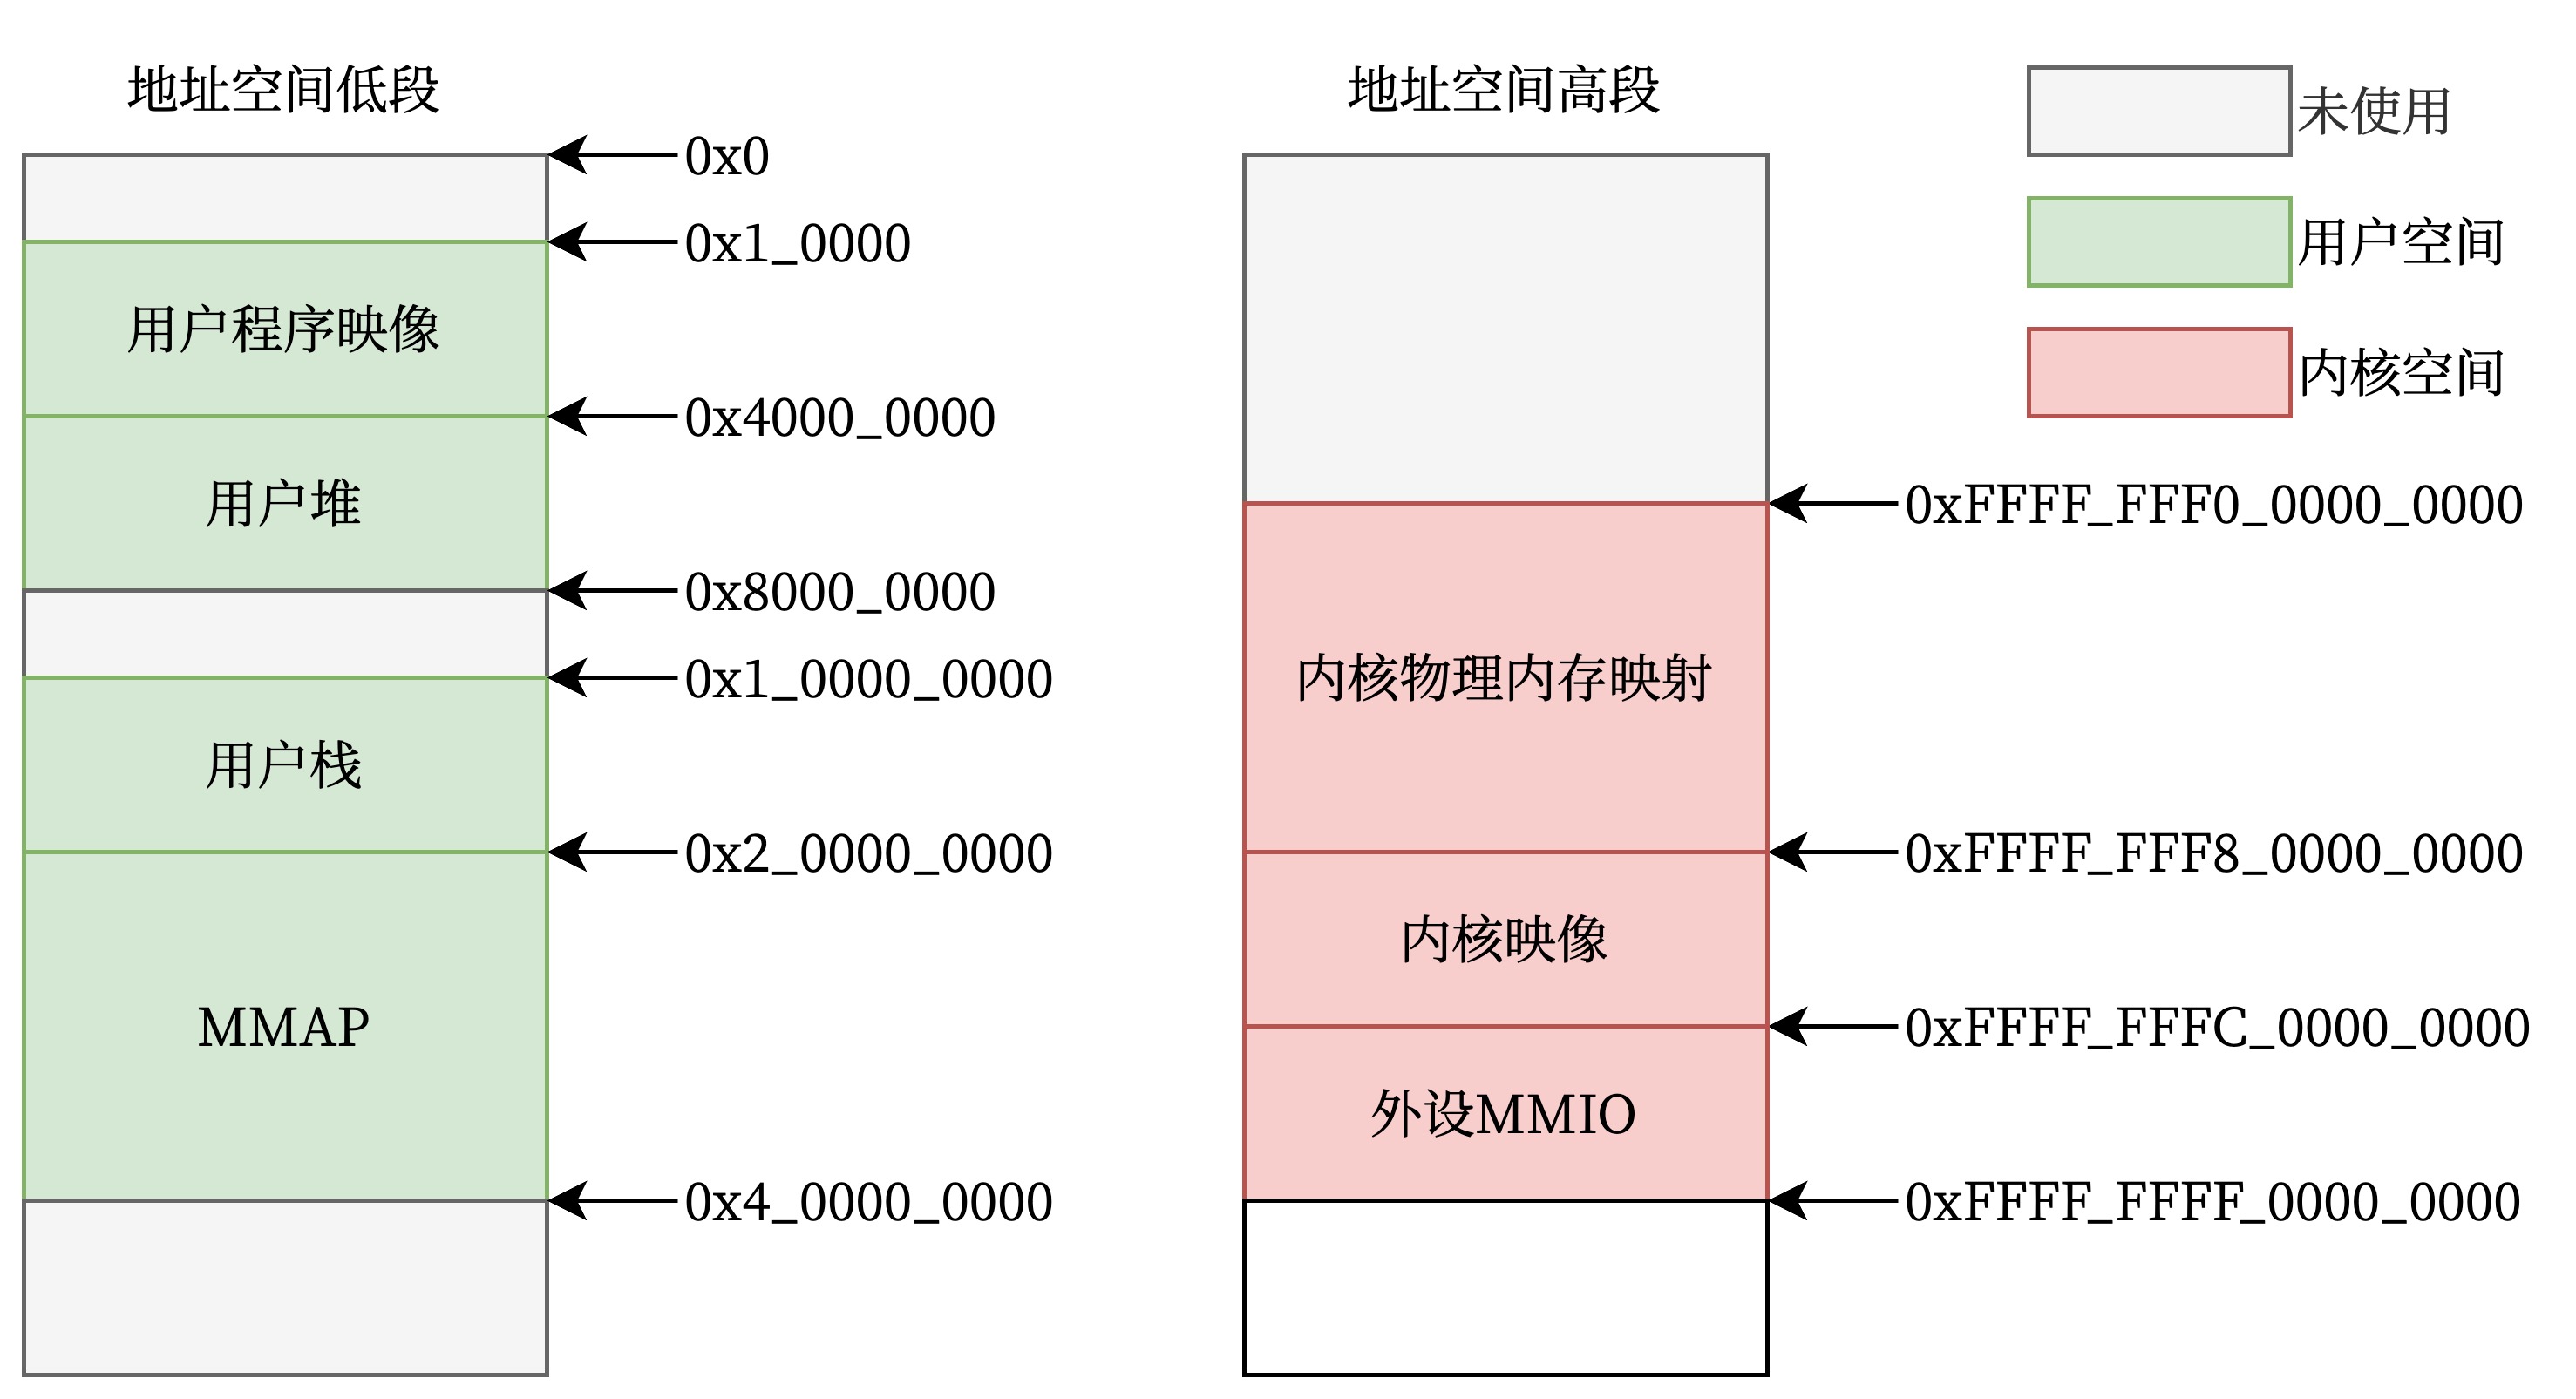 地址空间低段
0x0
0x1_0000
用户程序映像
0x4000_0000
用户堆
0x8000_0000
0x1_0000_0000
用户栈
0x2_0000_0000
MMAP
0x4_0000_0000
地址空间高段
0xFFFF_FFF0_0000_0000
内核物理内存映射
0xFFFF_FFF8_0000_0000
内核映像
0xFFFF_FFFC_0000_0000
外设MMIO
0xFFFF_FFFF_0000_0000
未使用
用户空间
内核空间